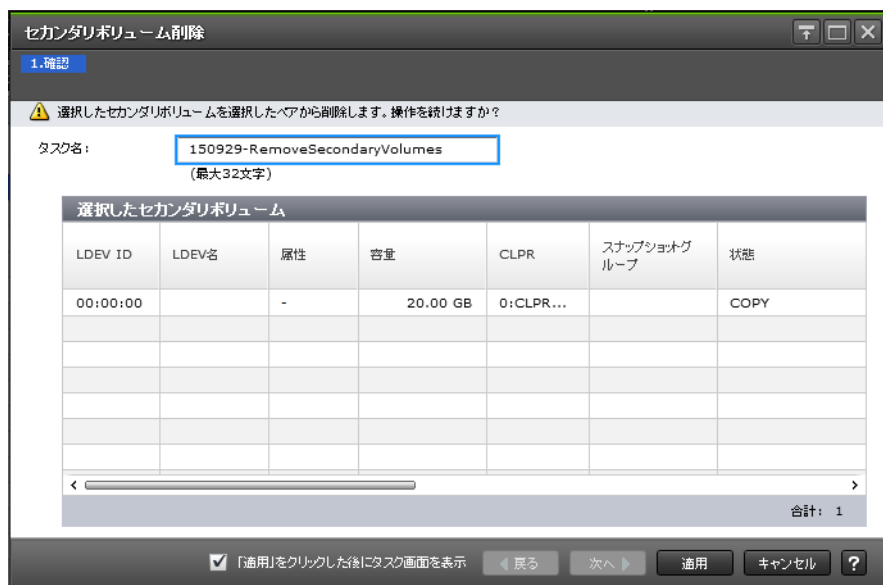 セカンダリボリューム削除
1.確認
選択したセカンダリボリュームを選択したペアから削除します。操作を続けますか？
タスク名： 150929-RemoveSecondaryVolumes
(最大32文字)
選択したセカンダリボリューム
LDEV ID LDEV名 属性 容量 CLPR スナップショットグ
ループ 状態
00:00:00 - 20.00 GB 0:CLPR... COPY
合計： 1
「適用」をクリックした後にタスク画面を表示 戻る 次へ 適用 キャンセル ?